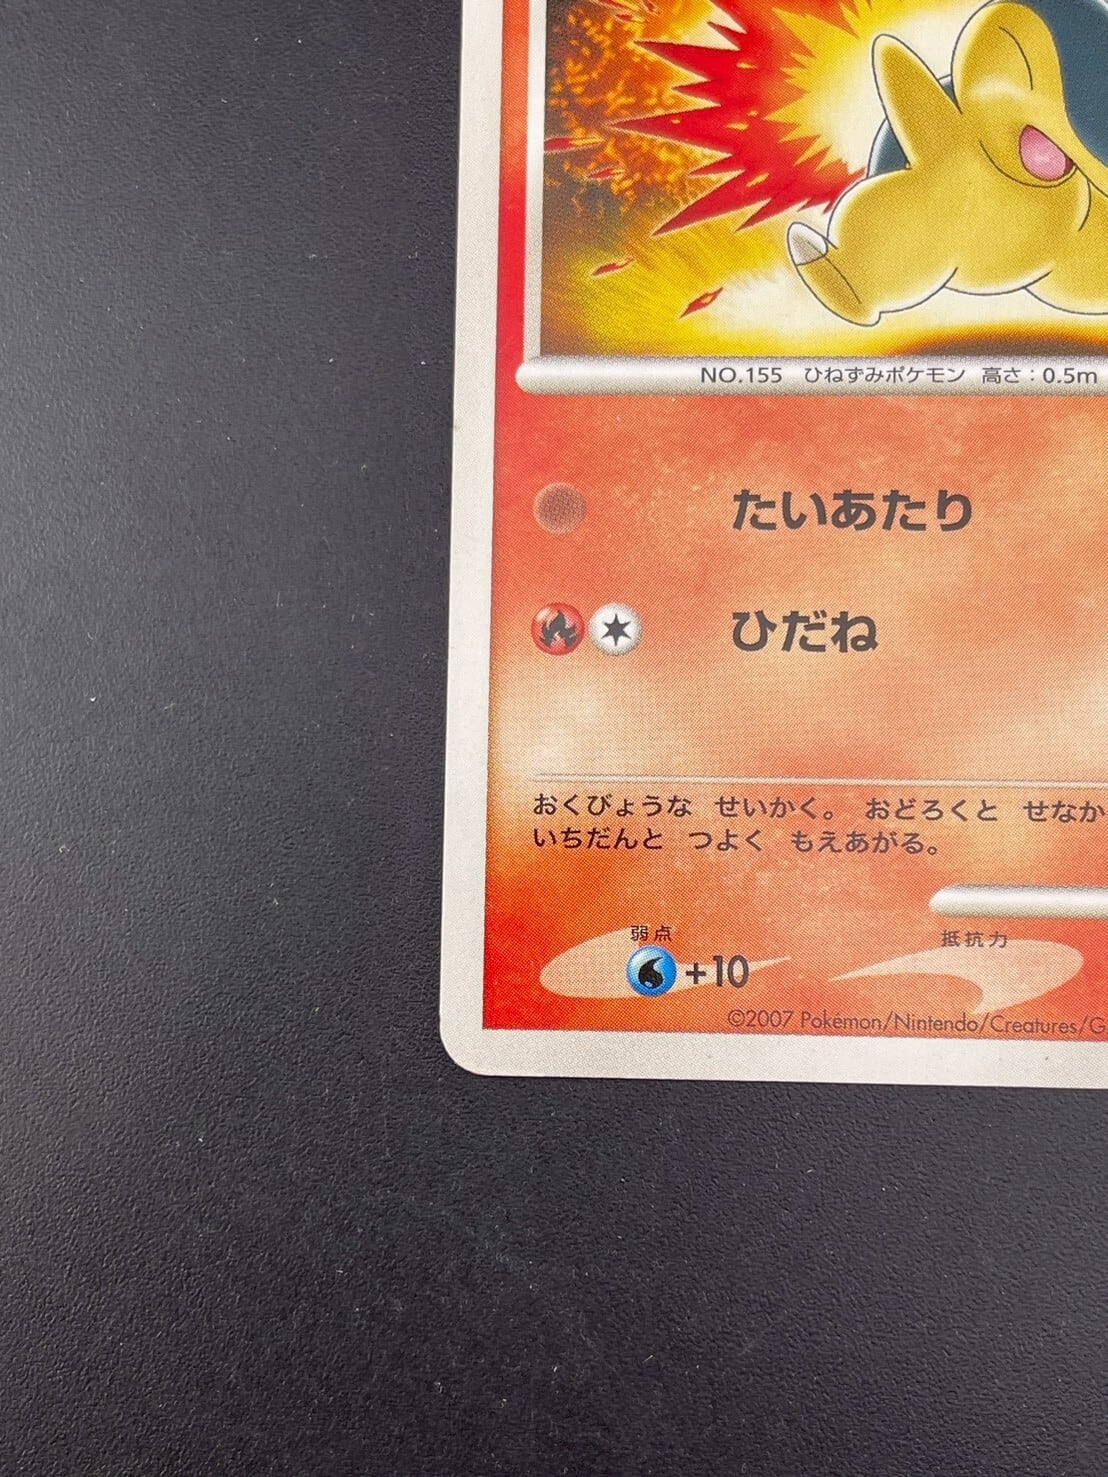 NO.155 ひねずみポケモン 高さ：0.5m
たいあたり
ひだね
おくびょうな せいかく。 おどろくと せなか
いちだんと つよく もえあがる。
弱点
+10
抵抗力
©2007 Pokémon/Nintendo/Creatures/G